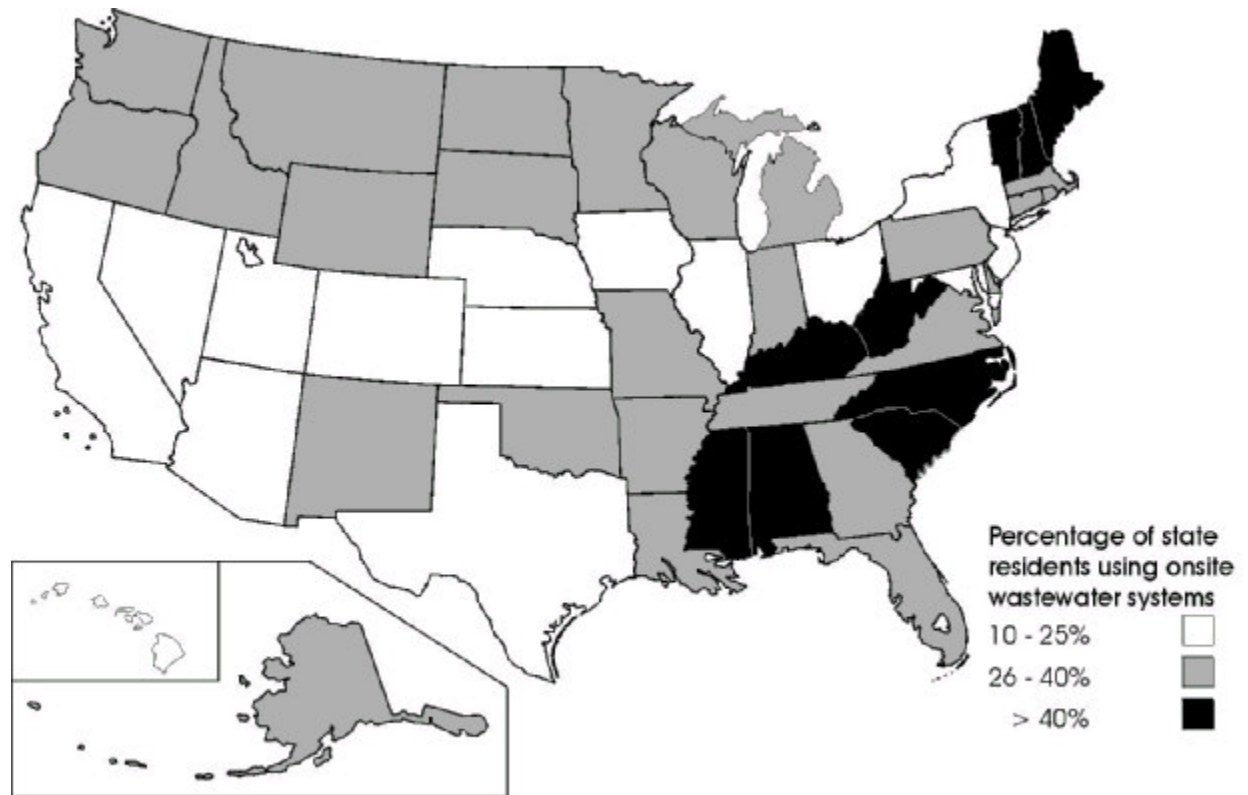 Percentage of state
residents using onsite
wastewater systems
10 - 25%
26 - 40%
> 40%